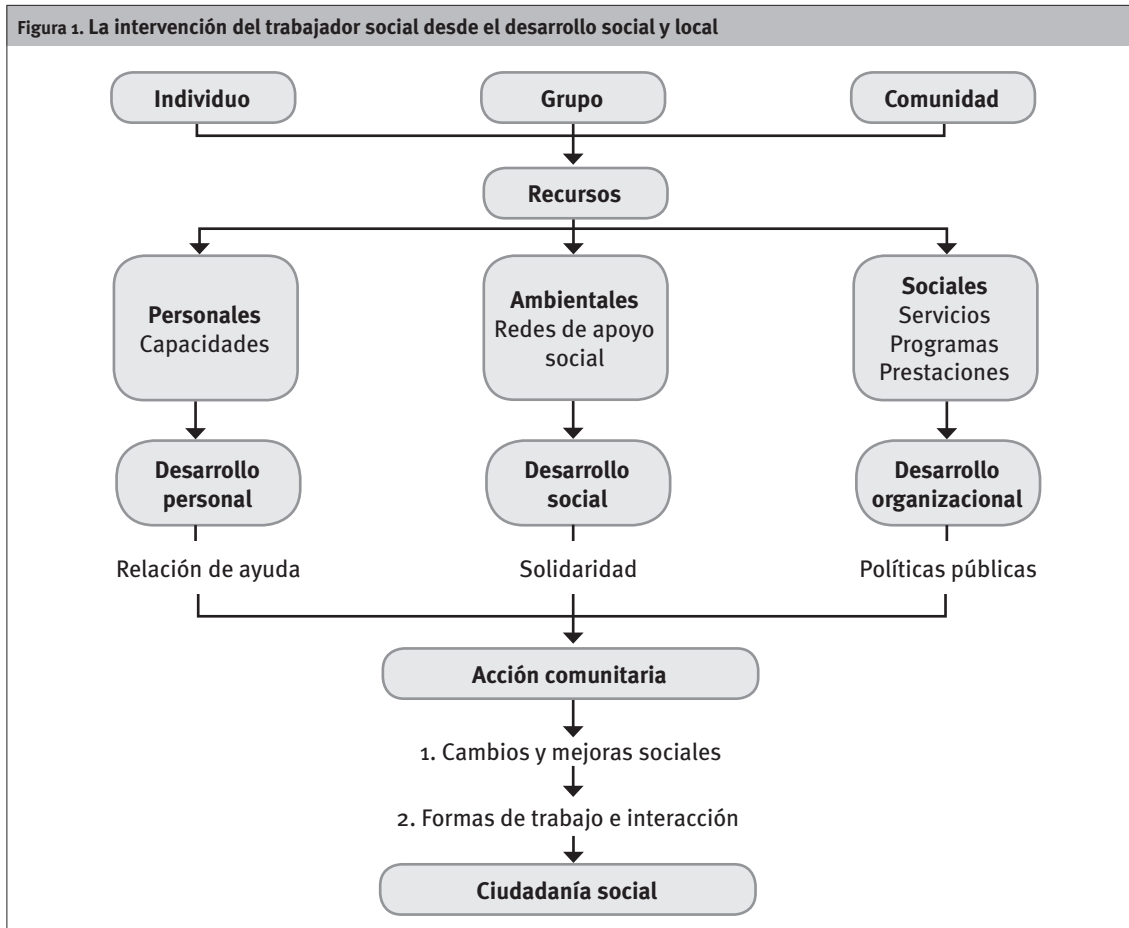 Figura 1. La intervención del trabajador social desde el desarrollo social y local
Individuo
Grupo
Comunidad
Recursos
Personales
Capacidades
Ambientales
Redes de apoyo
social
Sociales
Servicios
Programas
Prestaciones
Desarrollo
personal
Desarrollo
social
Desarrollo
organizacional
Relación de ayuda
Solidaridad
Políticas públicas
Acción comunitaria
1. Cambios y mejoras sociales
2. Formas de trabajo e interacción
Ciudadanía social